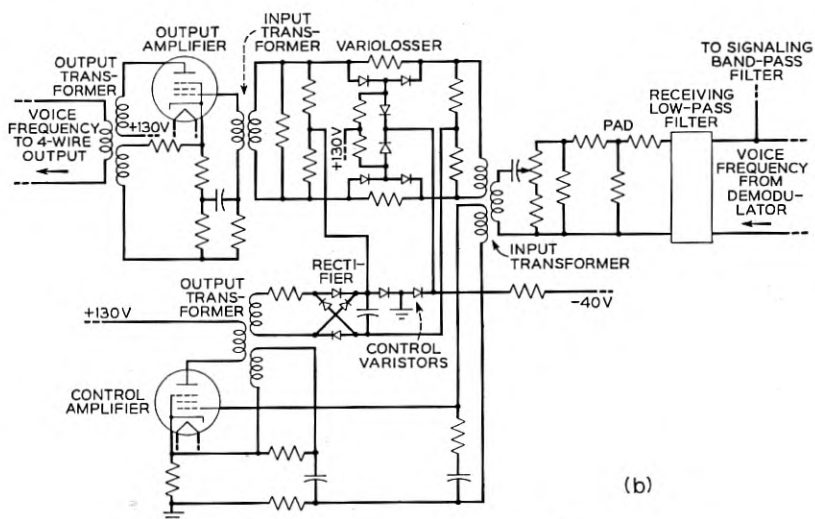 OUTPUT
AMPLIFIER
INPUT
TRANS-
FORMER
VARIOLOSSER
OUTPUT
TRANS-
FORMER
VOICE
FREQUENCY
TO 4-WIRE
OUTPUT
+130V
+130V
TO SIGNALING
BAND-PASS
FILTER
RECEIVING
LOW-PASS
FILTER
PAD
VOICE
FREQUENCY
FROM
DEMODU-
LATOR
INPUT
TRANSFORMER
RECTI-
FIER
OUTPUT
TRANS-
FORMER
+130V
-40V
CONTROL
VARISTORS
CONTROL
AMPLIFIER
(b)